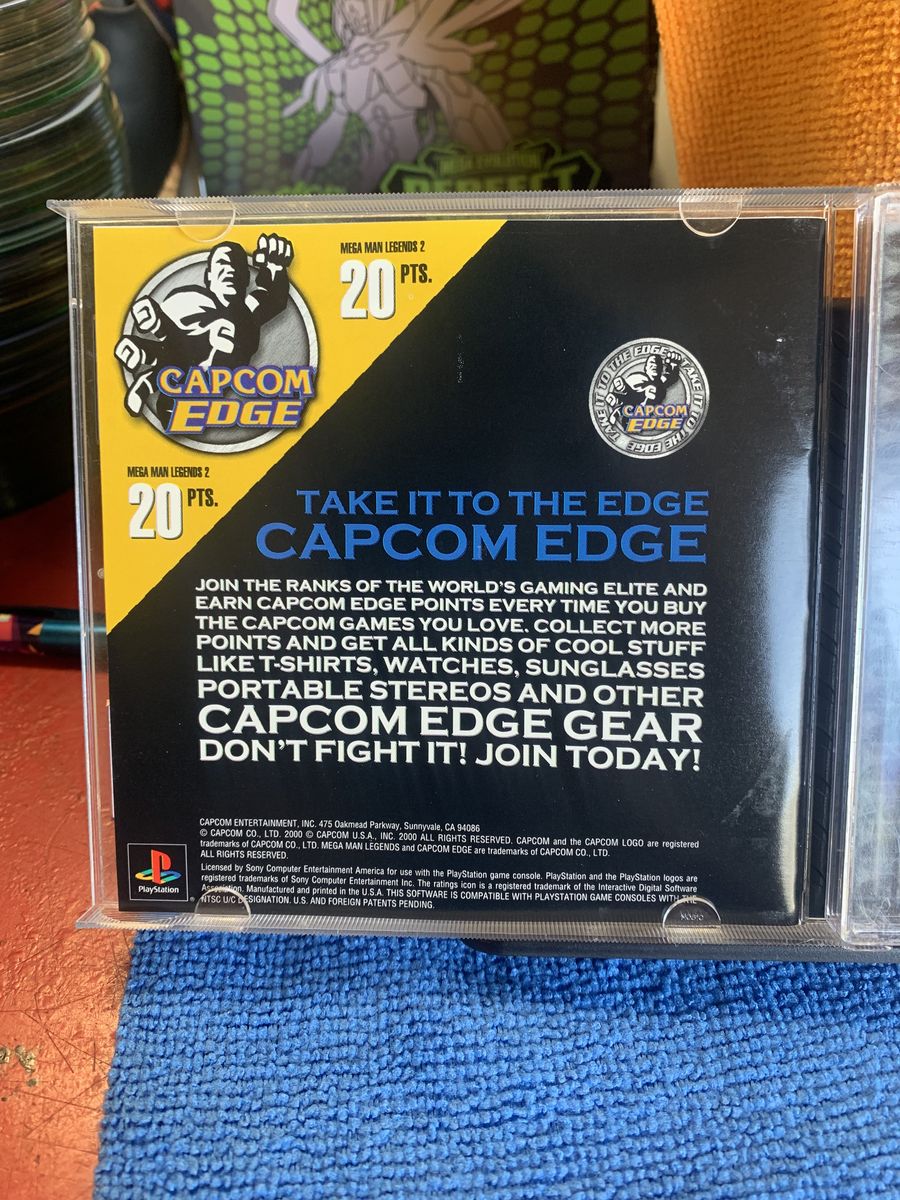 MEGA EVOLUTION
PERFECT
MEGA MAN LEGENDS 2
20 PTS.
CAPCOM
EDGE
TAKE IT TO THE EDGE TAKE IT TO THE EDGE
CAPCOM
EDGE
MEGA MAN LEGENDS 2
20 PTS.
TAKE IT TO THE EDGE
CAPCOM EDGE
JOIN THE RANKS OF THE WORLD'S GAMING ELITE AND
EARN CAPCOM EDGE POINTS EVERY TIME YOU BUY
THE CAPCOM GAMES YOU LOVE. COLLECT MORE
POINTS AND GET ALL KINDS OF COOL STUFF
LIKE T-SHIRTS, WATCHES, SUNGLASSES
PORTABLE STEREOS AND OTHER
CAPCOM EDGE GEAR
DON'T FIGHT IT! JOIN TODAY!
CAPCOM ENTERTAINMENT, INC. 475 Oakmead Parkway, Sunnyvale, CA 94086
© CAPCOM CO., LTD. 2000 © CAPCOM U.S.A., INC. 2000 ALL RIGHTS RESERVED. CAPCOM and the CAPCOM LOGO are registered
trademarks of CAPCOM CO., LTD. MEGA MAN LEGENDS and CAPCOM EDGE are trademarks of CAPCOM CO., LTD.
ALL RIGHTS RESERVED.
PlayStation
®
Licensed by Sony Computer Entertainment America for use with the PlayStation game console. PlayStation and the PlayStation logos are
registered trademarks of Sony Computer Entertainment Inc. The ratings icon is a registered trademark of the Interactive Digital Software
Association. Manufactured and printed in the U.S.A. THIS SOFTWARE IS COMPATIBLE WITH PLAYSTATION GAME CONSOLES WITH THE
NTSC U/C DESIGNATION. U.S. AND FOREIGN PATENTS PENDING.